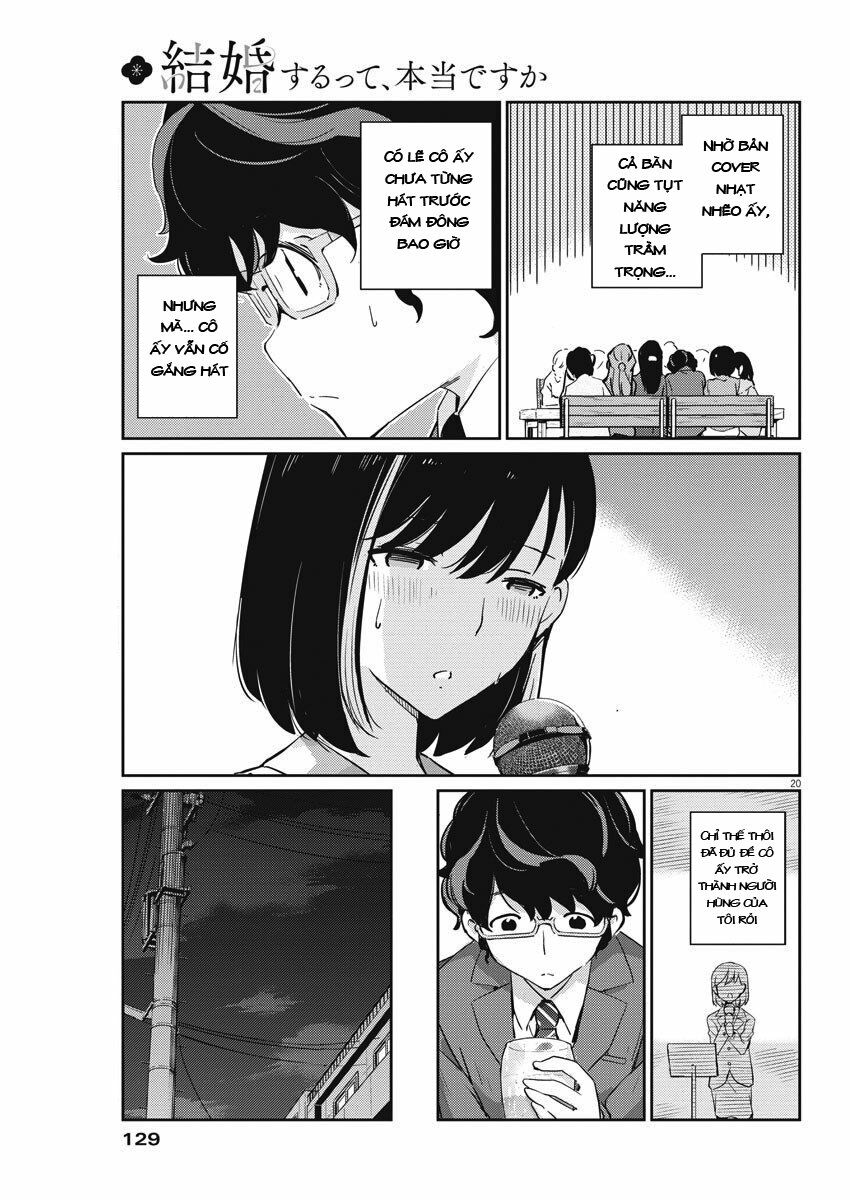 結婚するって、本当ですか
NHỜ BẢN
COVER
NHẠT
NHẼO ẤY,
CẢ BÀN
CŨNG TỤT
NĂNG
LƯỢNG
TRẦM
TRỌNG...
CÓ LẼ CÔ ẤY
CHƯA TỪNG
HÁT TRƯỚC
ĐÁM ĐÔNG
BAO GIỜ
NHƯNG
MÀ... CÔ
ẤY VẪN CỐ
GẮNG HÁT
20
CHỈ THẾ THÔI
ĐÃ ĐỦ ĐỂ CÔ
ẤY TRỞ
THÀNH NGƯỜI
HÙNG CỦA
TÔI RỒI
129